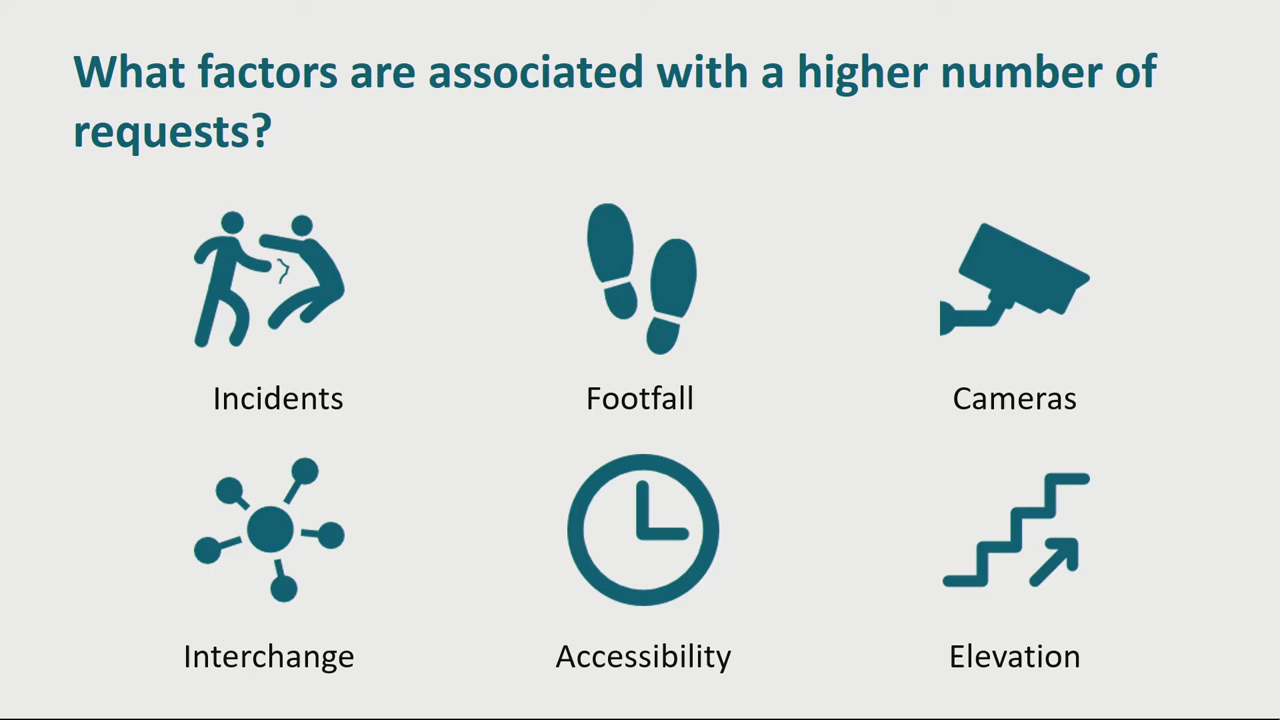 What factors are associated with a higher number of
requests?
Incidents
Footfall
Cameras
Interchange
Accessibility
Elevation